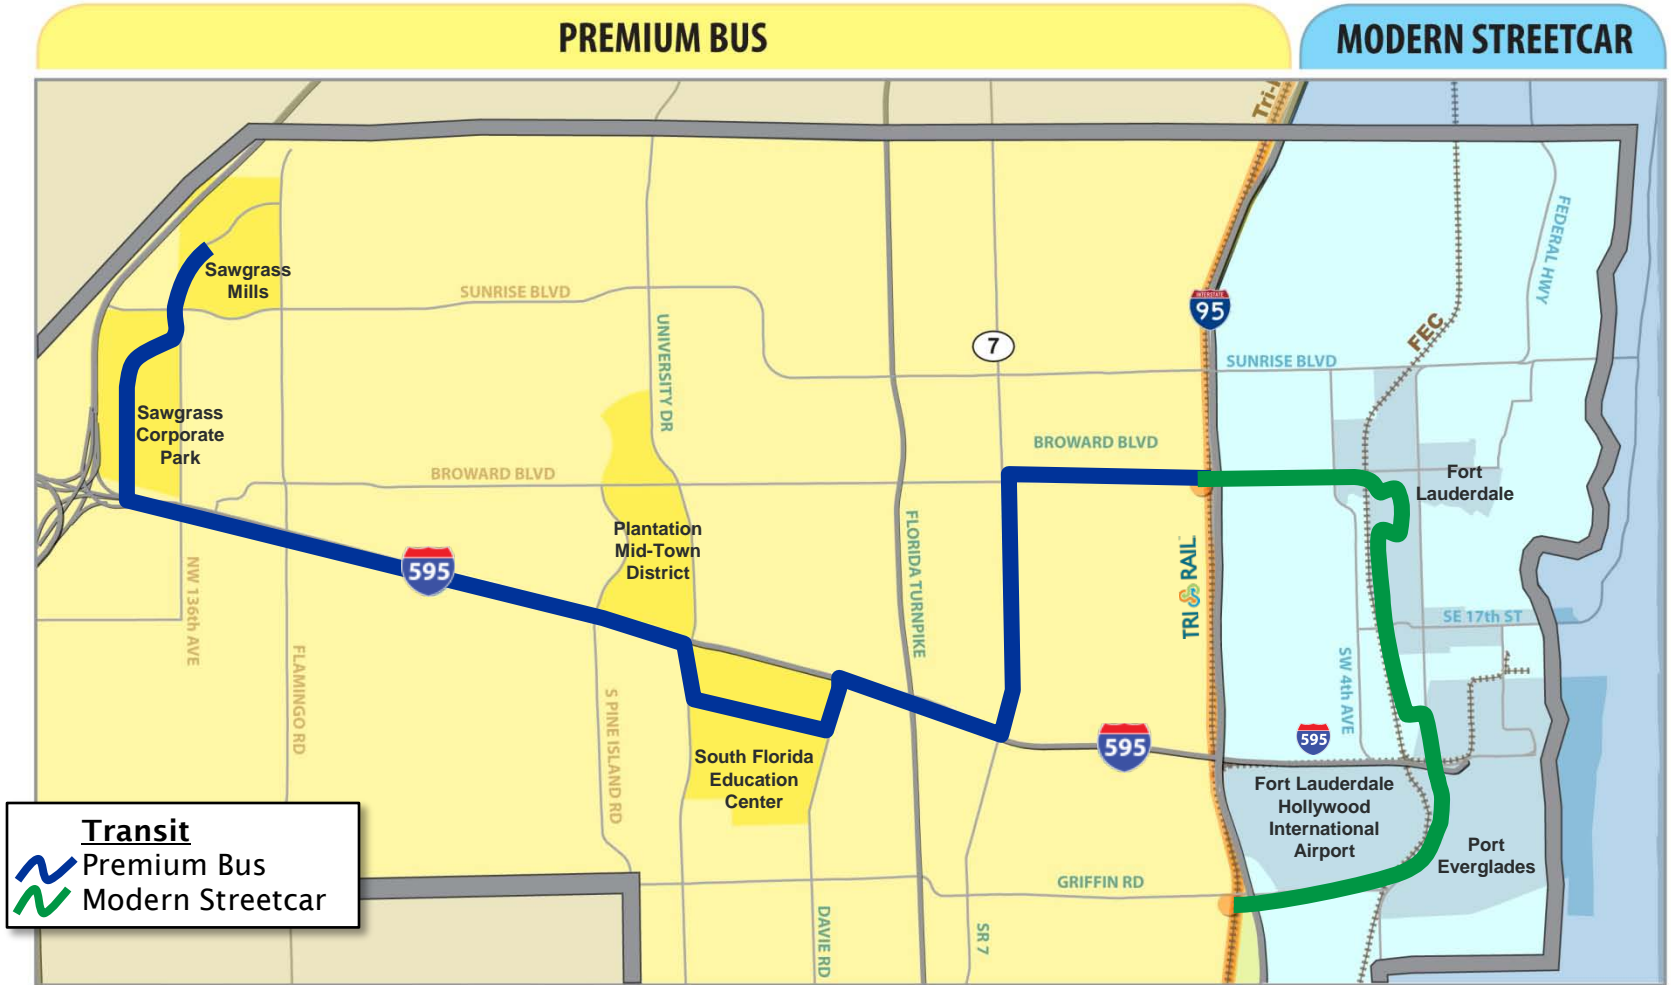 PREMIUM BUS
MODERN STREETCAR
Tri-
Sawgrass
Mills
SUNRISE BLVD
UNIVERSITY DR
7
INTERSTATE
95
FEC
FEDERAL HWY
SUNRISE BLVD
Sawgrass
Corporate
Park
BROWARD BLVD
BROWARD BLVD
Fort
Lauderdale
Plantation
Mid-Town
District
FLORIDA TURNPIKE
595
NW 136th AVE
TRI RAIL
SE 17th ST
FLAMINGO RD
S PINE ISLAND RD
SW 4th AVE
595
595
South Florida
Education
Center
Fort Lauderdale
Hollywood
International
Airport
Port
Everglades
GRIFFIN RD
DAVIE RD
SR 7
Transit
Premium Bus
Modern Streetcar